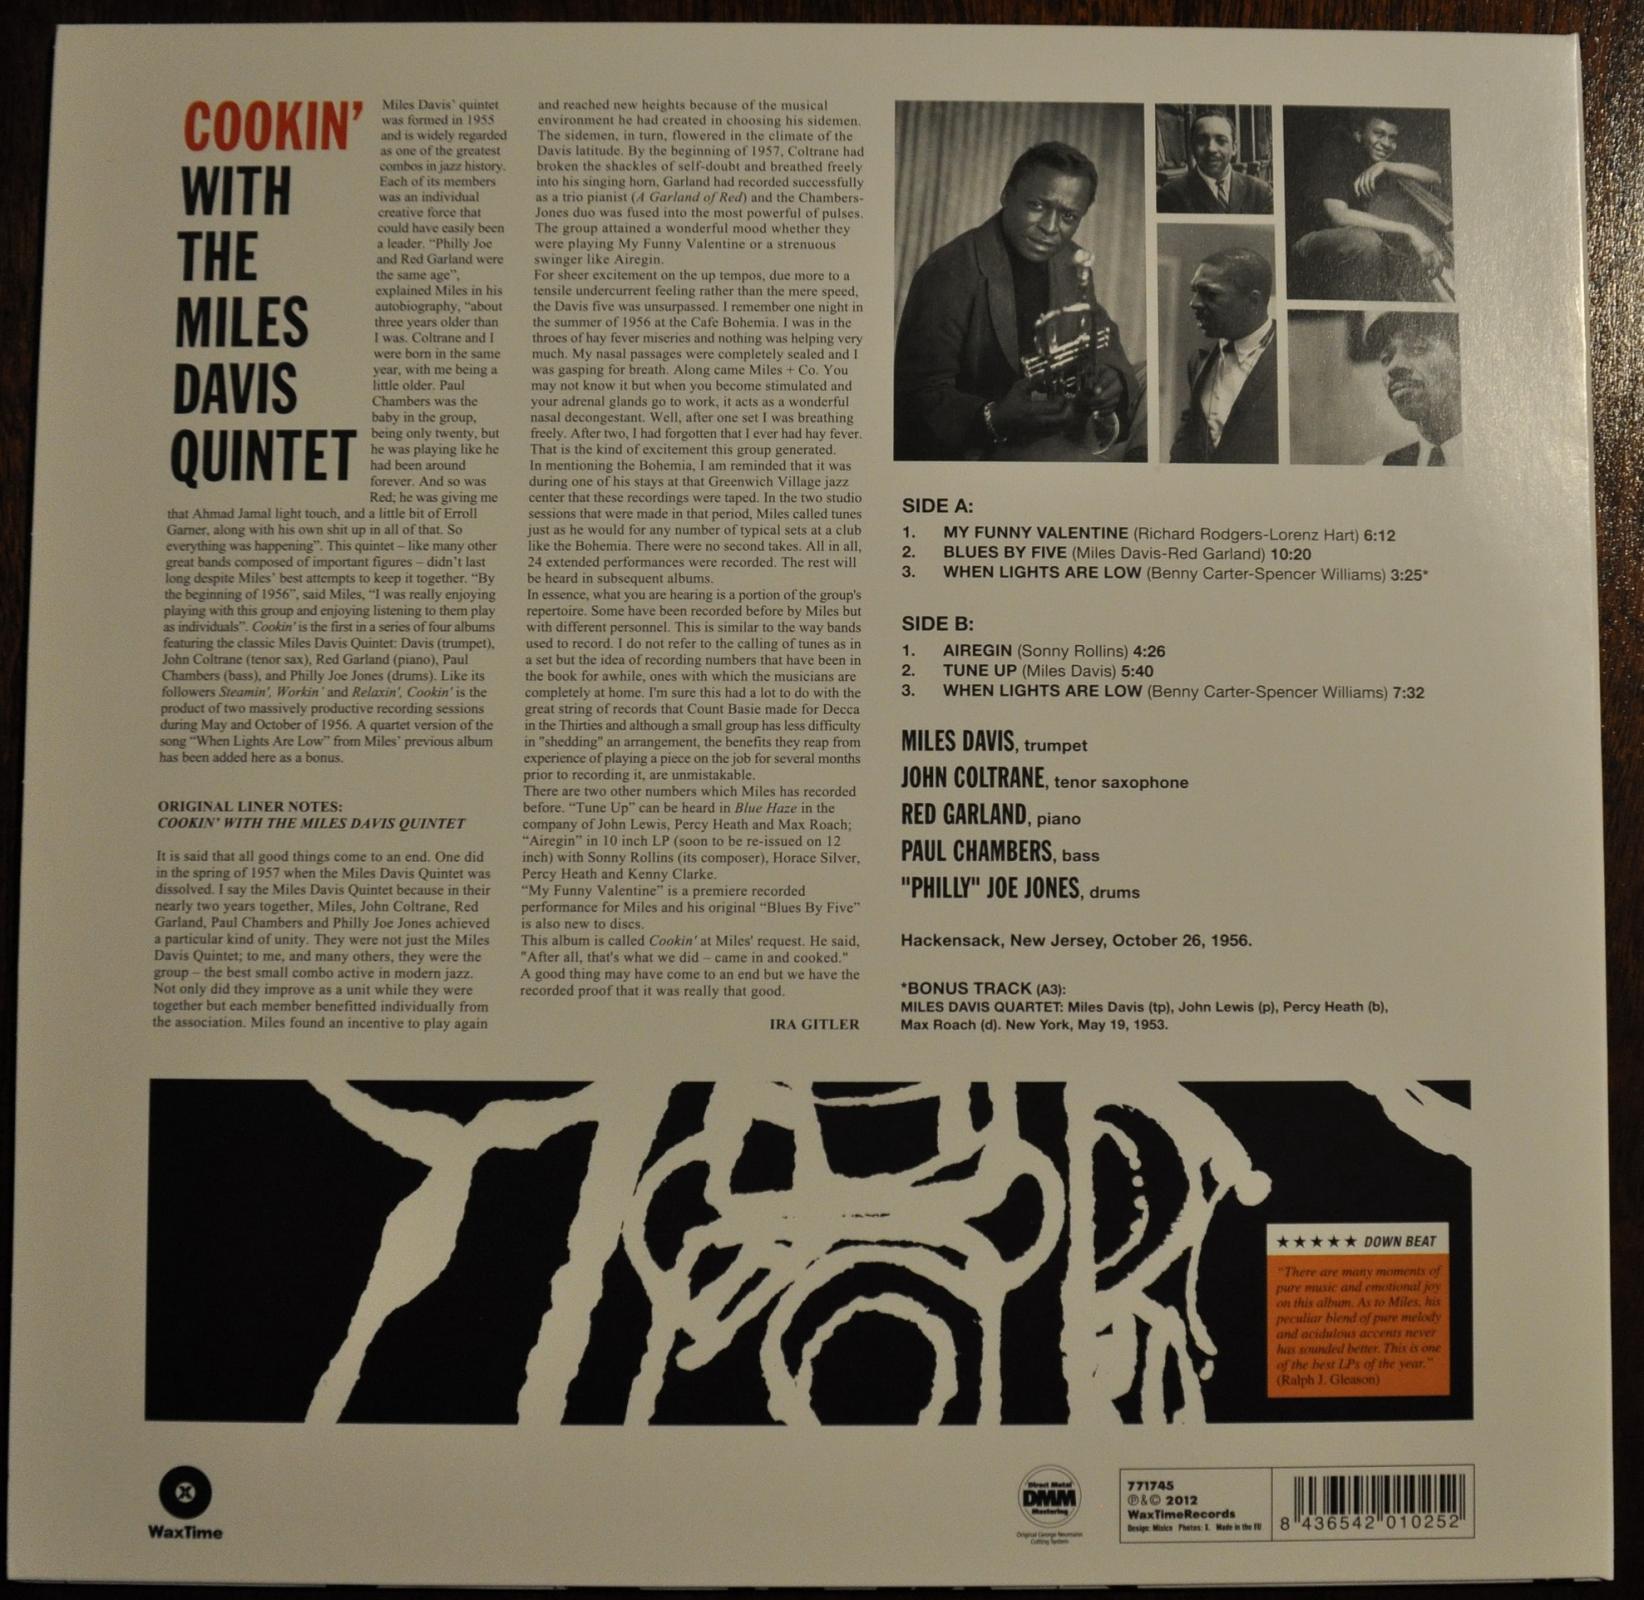 COOKIN'
WITH
THE
MILES
DAVIS
QUINTET
Miles Davis' quintet
was formed in 1955
and is widely regarded
as one of the greatest
combos in jazz history.
Each of its members
was an individual
creative force that
could have easily been
a leader. "Philly Joe
and Red Garland were
the same age",
explained Miles in his
autobiography, "about
three years older than
I was. Coltrane and I
were born in the same
year, with me being a
little older. Paul
Chambers was the
baby in the group,
being only twenty, but
he was playing like he
had been around
forever. And so was
Red; he was giving me
that Ahmad Jamal light touch, and a little bit of Erroll
Garner, along with his own shit up in all of that. So
everything was happening". This quintet – like many other
great bands composed of important figures – didn't last
long despite Miles' best attempts to keep it together. "By
the beginning of 1956", said Miles, "I was really enjoying
playing with this group and enjoying listening to them play
as individuals". Cookin' is the first in a series of four albums
featuring the classic Miles Davis Quintet: Davis (trumpet),
John Coltrane (tenor sax), Red Garland (piano), Paul
Chambers (bass), and Philly Joe Jones (drums). Like its
followers Steamin', Workin' and Relaxin', Cookin' is the
product of two massively productive recording sessions
during May and October of 1956. A quartet version of the
song "When Lights Are Low" from Miles' previous album
has been added here as a bonus.
ORIGINAL LINER NOTES:
COOKIN' WITH THE MILES DAVIS QUINTET
It is said that all good things come to an end. One did
in the spring of 1957 when the Miles Davis Quintet was
dissolved. I say the Miles Davis Quintet because in their
nearly two years together, Miles, John Coltrane, Red
Garland, Paul Chambers and Philly Joe Jones achieved
a particular kind of unity. They were not just the Miles
Davis Quintet; to me, and many others, they were the
group – the best small combo active in modern jazz.
Not only did they improve as a unit while they were
together but each member benefitted individually from
the association. Miles found an incentive to play again
and reached new heights because of the musical
environment he had created in choosing his sidemen.
The sidemen, in turn, flowered in the climate of the
Davis latitude. By the beginning of 1957, Coltrane had
broken the shackles of self-doubt and breathed freely
into his singing horn, Garland had recorded successfully
as a trio pianist (A Garland of Red) and the Chambers-
Jones duo was fused into the most powerful of pulses.
The group attained a wonderful mood whether they
were playing My Funny Valentine or a strenuous
swinger like Airegin.
For sheer excitement on the up tempos, due more to a
tensile undercurrent feeling rather than the mere speed,
the Davis five was unsurpassed. I remember one night in
the summer of 1956 at the Cafe Bohemia. I was in the
throes of hay fever miseries and nothing was helping very
much. My nasal passages were completely sealed and I
was gasping for breath. Along came Miles + Co. You
may not know it but when you become stimulated and
your adrenal glands go to work, it acts as a wonderful
nasal decongestant. Well, after one set I was breathing
freely. After two, I had forgotten that I ever had hay fever.
That is the kind of excitement this group generated.
In mentioning the Bohemia, I am reminded that it was
during one of his stays at that Greenwich Village jazz
center that these recordings were taped. In the two studio
sessions that were made in that period, Miles called tunes
just as he would for any number of typical sets at a club
like the Bohemia. There were no second takes. All in all,
24 extended performances were recorded. The rest will
be heard in subsequent albums.
In essence, what you are hearing is a portion of the group's
repertoire. Some have been recorded before by Miles but
with different personnel. This is similar to the way bands
used to record. I do not refer to the calling of tunes as in
a set but the idea of recording numbers that have been in
the book for awhile, ones with which the musicians are
completely at home. I'm sure this had a lot to do with the
great string of records that Count Basie made for Decca
in the Thirties and although a small group has less difficulty
in "shedding" an arrangement, the benefits they reap from
experience of playing a piece on the job for several months
prior to recording it, are unmistakable.
There are two other numbers which Miles has recorded
before. "Tune Up" can be heard in Blue Haze in the
company of John Lewis, Percy Heath and Max Roach;
"Airegin" in 10 inch LP (soon to be re-issued on 12
inch) with Sonny Rollins (its composer), Horace Silver,
Percy Heath and Kenny Clarke.
"My Funny Valentine" is a premiere recorded
performance for Miles and his original "Blues By Five"
is also new to discs.
This album is called Cookin' at Miles' request. He said,
"After all, that's what we did – came in and cooked."
A good thing may have come to an end but we have the
recorded proof that it was really that good.
IRA GITLER
SIDE A:
1. MY FUNNY VALENTINE (Richard Rodgers-Lorenz Hart) 6:12
2. BLUES BY FIVE (Miles Davis-Red Garland) 10:20
3. WHEN LIGHTS ARE LOW (Benny Carter-Spencer Williams) 3:25*
SIDE B:
1. AIREGIN (Sonny Rollins) 4:26
2. TUNE UP (Miles Davis) 5:40
3. WHEN LIGHTS ARE LOW (Benny Carter-Spencer Williams) 7:32
MILES DAVIS, trumpet
JOHN COLTRANE, tenor saxophone
RED GARLAND, piano
PAUL CHAMBERS, bass
"PHILLY" JOE JONES, drums
Hackensack, New Jersey, October 26, 1956.
*BONUS TRACK (A3):
MILES DAVIS QUARTET: Miles Davis (tp), John Lewis (p), Percy Heath (b),
Max Roach (d). New York, May 19, 1953.
★★★★★ DOWN BEAT
"There are many moments of
pure music and emotional joy
on this album. As to Miles, his
peculiar blend of pure melody
and acidulous accents never
has sounded better. This is one
of the best LPs of the year."
(Ralph J. Gleason)
WaxTime
Direct Metal
DMM
Mastering
Original George Neumann
Cutting System
771745
℗&© 2012
WaxTimeRecords
Design: Misico Photos: X. Made in the EU
8 436542 010252